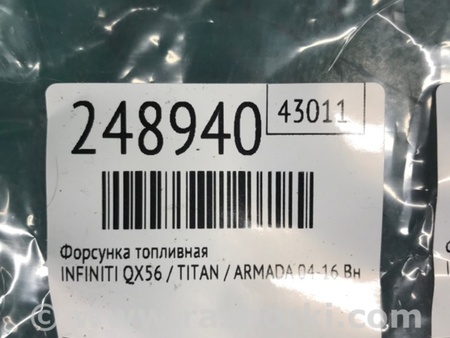 248940
43011
Форсунка топливная
INFINITI QX56 / TITAN / ARMADA 04-16 Вн